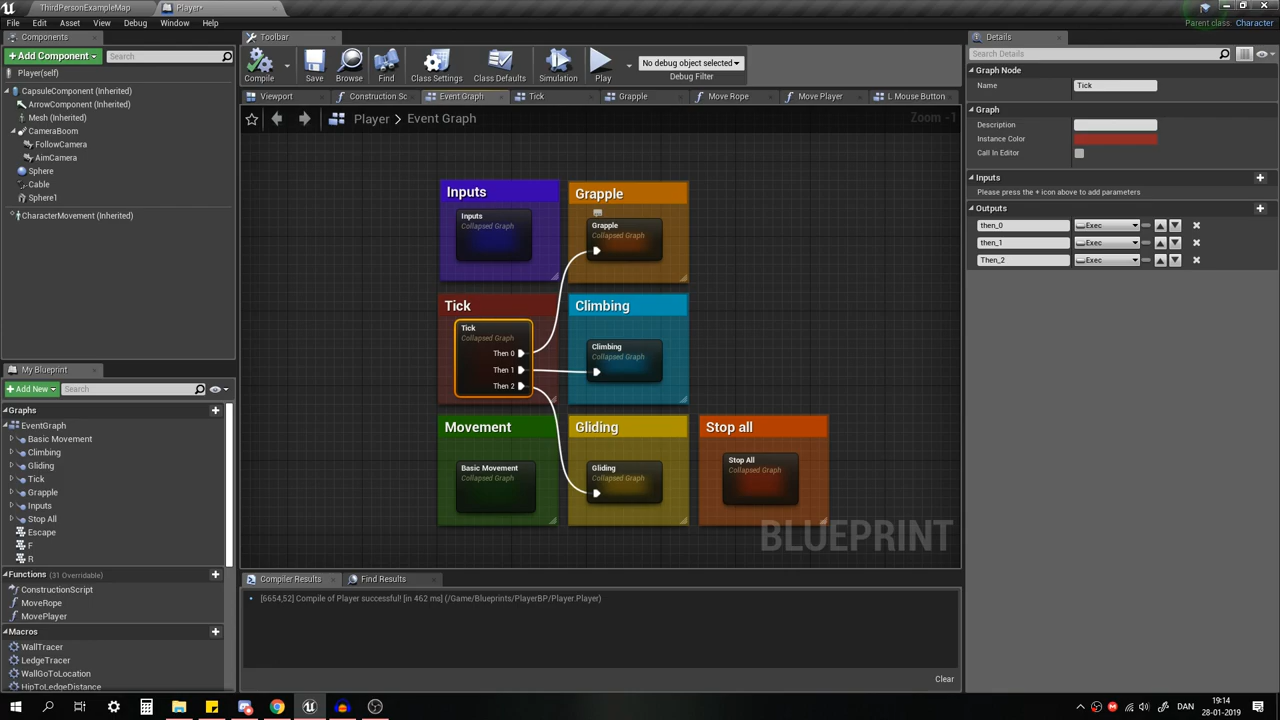 ThirdPersonExampleMap
Player*
File Edit Asset View Debug Window Help
Parent class: Character
Components
+ Add Component
Search
Player(self)
CapsuleComponent (Inherited)
ArrowComponent (Inherited)
Mesh (Inherited)
CameraBoom
FollowCamera
AimCamera
Sphere
Cable
Sphere1
CharacterMovement (Inherited)
My Blueprint
+ Add New
Search
Graphs
EventGraph
Basic Movement
Climbing
Gliding
Tick
Grapple
Inputs
Stop All
Escape
F
R
Functions (31 Overridable)
ConstructionScript
MoveRope
MovePlayer
Macros
WallTracer
LedgeTracer
WallGoToLocation
HipToLedgeDistance
Toolbar
Compile
Save
Browse
Find
Class Settings
Class Defaults
Simulation
Play
No debug object selected
Debug Filter
Viewport
Construction Sc
Event Graph
Tick
Grapple
Move Rope
Move Player
L Mouse Button
Player > Event Graph
Zoom -1
Inputs
Inputs
Collapsed Graph
Grapple
Grapple
Collapsed Graph
Tick
Tick
Collapsed Graph
Then 0
Then 1
Then 2
Climbing
Climbing
Collapsed Graph
Movement
Basic Movement
Collapsed Graph
Gliding
Gliding
Collapsed Graph
Stop all
Stop All
Collapsed Graph
BLUEPRINT
Compiler Results
Find Results
[6654,52] Compile of Player successful! [in 462 ms] (/Game/Blueprints/PlayerBP/Player.Player)
Clear
Details
Search Details
Graph Node
Name Tick
Graph
Description
Instance Color
Call In Editor
Inputs
Please press the + icon above to add parameters
Outputs
then_0 Exec
then_1 Exec
Then_2 Exec
DAN
19:14
28-01-2019